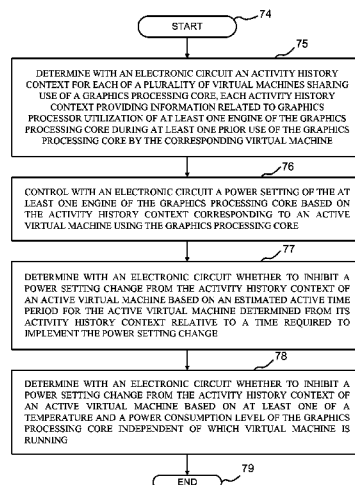 START
74
75
DETERMINE WITH AN ELECTRONIC CIRCUIT AN ACTIVITY HISTORY
CONTEXT FOR EACH OF A PLURALITY OF VIRTUAL MACHINES SHARING
USE OF A GRAPHICS PROCESSING CORE, EACH ACTIVITY HISTORY
CONTEXT PROVIDING INFORMATION RELATED TO GRAPHICS
PROCESSOR UTILIZATION OF AT LEAST ONE ENGINE OF THE GRAPHICS
PROCESSING CORE DURING AT LEAST ONE PRIOR USE OF THE GRAPHICS
PROCESSING CORE BY THE CORRESPONDING VIRTUAL MACHINE
76
CONTROL WITH AN ELECTRONIC CIRCUIT A POWER SETTING OF THE AT
LEAST ONE ENGINE OF THE GRAPHICS PROCESSING CORE BASED ON
THE ACTIVITY HISTORY CONTEXT CORRESPONDING TO AN ACTIVE
VIRTUAL MACHINE USING THE GRAPHICS PROCESSING CORE
77
DETERMINE WITH AN ELECTRONIC CIRCUIT WHETHER TO INHIBIT A
POWER SETTING CHANGE FROM THE ACTIVITY HISTORY CONTEXT OF
AN ACTIVE VIRTUAL MACHINE BASED ON AN ESTIMATED ACTIVE TIME
PERIOD FOR THE ACTIVE VIRTUAL MACHINE DETERMINED FROM ITS
ACTIVITY HISTORY CONTEXT RELATIVE TO A TIME REQUIRED TO
IMPLEMENT THE POWER SETTING CHANGE
78
DETERMINE WITH AN ELECTRONIC CIRCUIT WHETHER TO INHIBIT A
POWER SETTING CHANGE FROM THE ACTIVITY HISTORY CONTEXT OF
AN ACTIVE VIRTUAL MACHINE BASED ON AT LEAST ONE OF A
TEMPERATURE AND A POWER CONSUMPTION LEVEL OF THE GRAPHICS
PROCESSING CORE INDEPENDENT OF WHICH VIRTUAL MACHINE IS
RUNNING
END
79